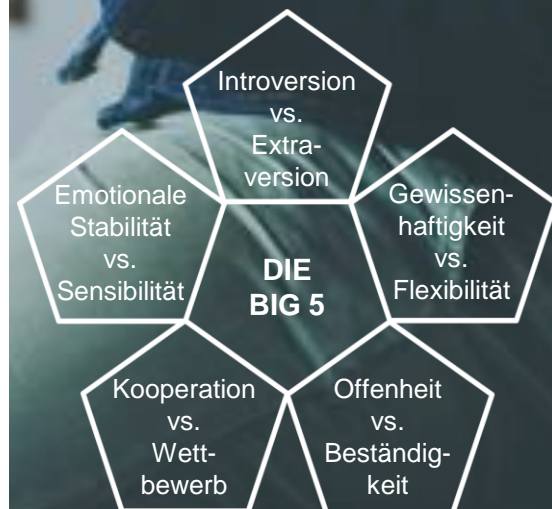 Introversion
vs.
Extra-
version
Emotionale
Stabilität
vs.
Sensibilität
Gewissen-
haftigkeit
vs.
Flexibilität
DIE
BIG 5
Kooperation
vs.
Wett-
bewerb
Offenheit
vs.
Beständig-
keit